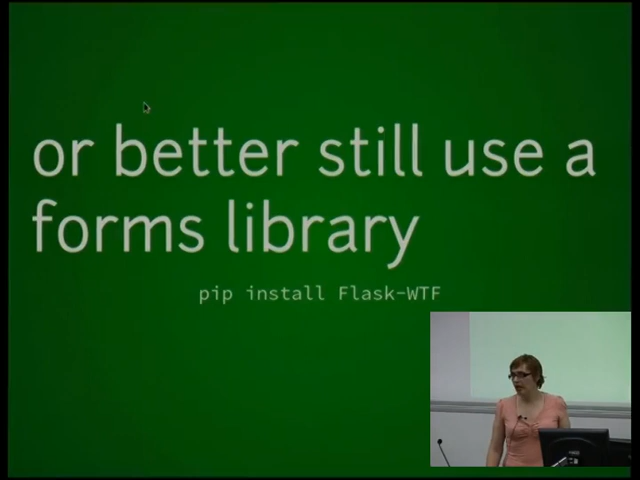 or better still use a
forms library
pip install Flask-WTF